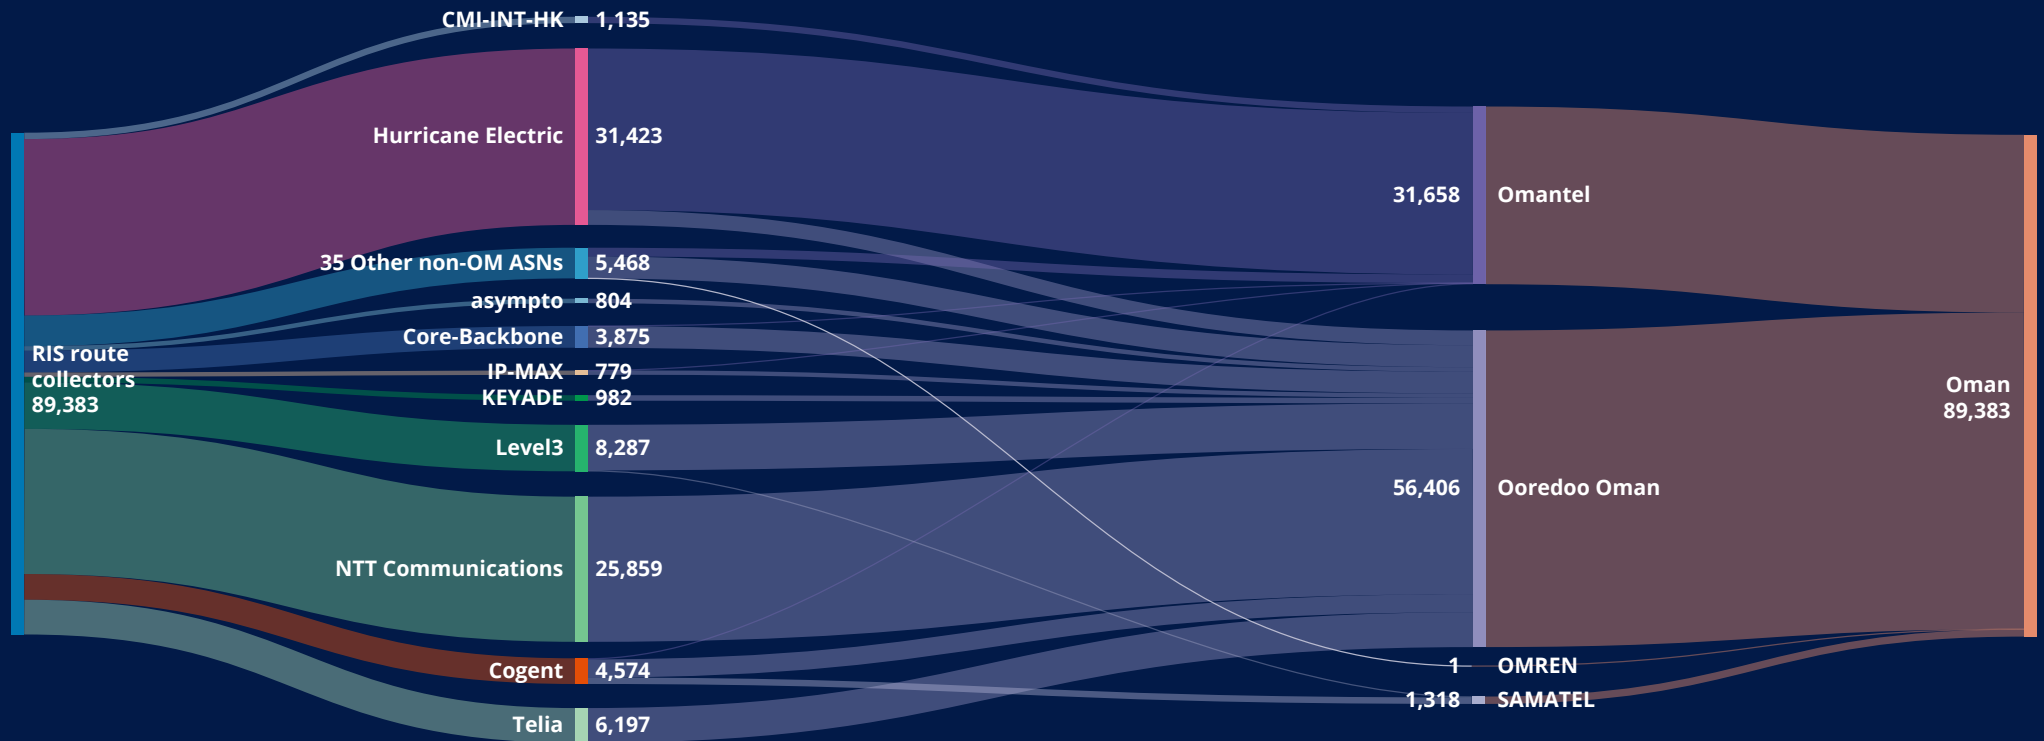 CMI-INT-HK 1,135
Hurricane Electric 31,423
35 Other non-OM ASNs 5,468
asympto 804
Core-Backbone 3,875
IP-MAX 779
KEYADE 982
Level3 8,287
NTT Communications 25,859
Cogent 4,574
Telia 6,197
RIS route
collectors
89,383
31,658 Omantel
56,406 Ooredoo Oman
1 OMREN
1,318 SAMATEL
Oman
89,383